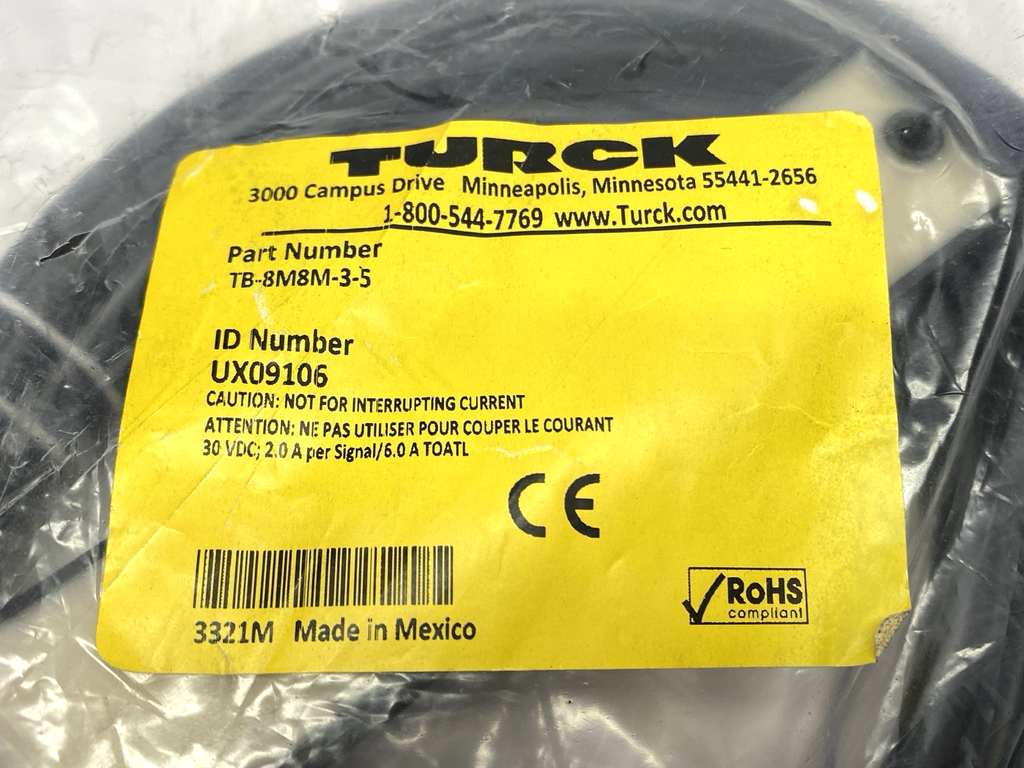 TURCK
3000 Campus Drive Minneapolis, Minnesota 55441-2656
1-800-544-7769 www.Turck.com
Part Number
TB-8M8M-3-5
ID Number
UX09106
CAUTION: NOT FOR INTERRUPTING CURRENT
ATTENTION: NE PAS UTILISER POUR COUPER LE COURANT
30 VDC; 2.0 A per Signal/6.0 A TOATL
CE
RoHS
compliant
3321M Made in Mexico